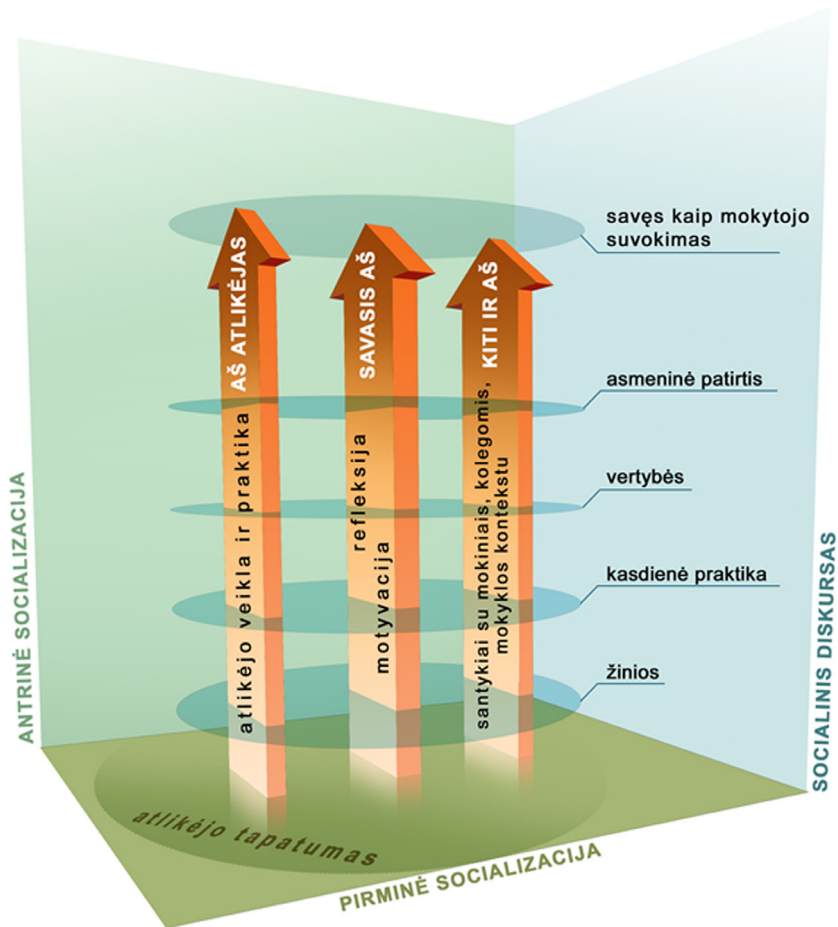 savęs kaip mokytojo
suvokimas
AŠ ATLIKĖJAS
atlikėjo veikla ir praktika
SAVASIS AŠ
refleksija
motyvacija
KITI IR AŠ
santykiai su mokiniais, kolegomis,
mokyklos kontekstu
asmeninė patirtis
vertybės
kasdienė praktika
žinios
ANTRINĖ SOCIALIZACIJA
SOCIALINIS DISKURSAS
atlikėjo tapatumas
PIRMINĖ SOCIALIZACIJA